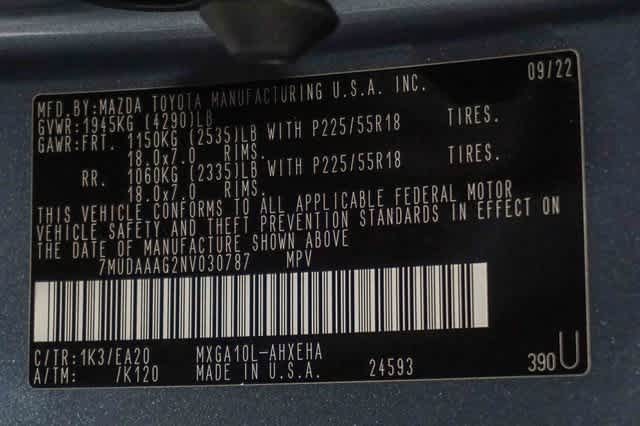 09/22
MFD.BY:MAZDA TOYOTA MANUFACTURING U.S.A. INC.
GVWR:1945KG (4290)LB
GAWR:FRT. 1150KG (2535)LB WITH P225/55R18 TIRES.
18.0x7.0 RIMS.
RR. 1060KG (2335)LB WITH P225/55R18 TIRES.
18.0x7.0 RIMS.
THIS VEHICLE CONFORMS TO ALL APPLICABLE FEDERAL MOTOR
VEHICLE SAFETY AND THEFT PREVENTION STANDARDS IN EFFECT ON
THE DATE OF MANUFACTURE SHOWN ABOVE
7MUDAAAG2NV030787 MPV
C/TR:1K3/EA20 MXGA10L-AHXEHA
A/TM: /K120 MADE IN U.S.A. 24593 390U